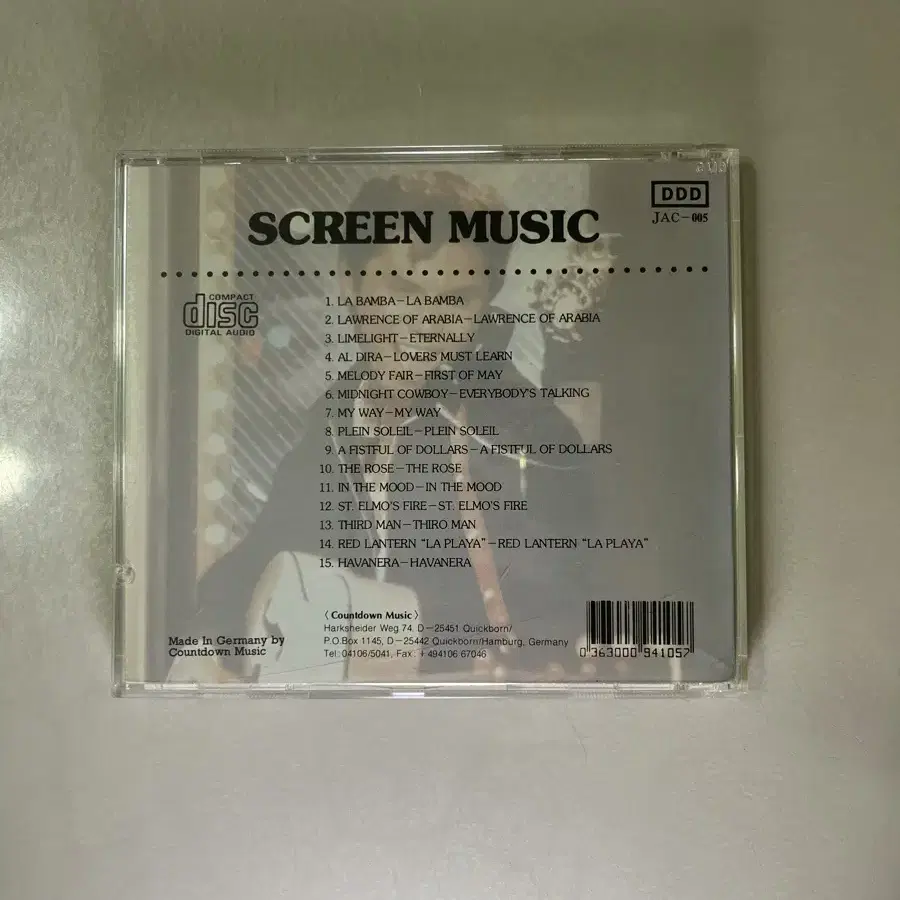 DDD
JAC-005
SCREEN MUSIC
COMPACT
disc
DIGITAL AUDIO
1. LA BAMBA-LA BAMBA
2. LAWRENCE OF ARABIA-LAWRENCE OF ARABIA
3. LIMELIGHT-ETERNALLY
4. AL DIRA-LOVERS MUST LEARN
5. MELODY FAIR-FIRST OF MAY
6. MIDNIGHT COWBOY-EVERYBODY'S TALKING
7. MY WAY-MY WAY
8. PLEIN SOLEIL-PLEIN SOLEIL
9. A FISTFUL OF DOLLARS-A FISTFUL OF DOLLARS
10. THE ROSE-THE ROSE
11. IN THE MOOD-IN THE MOOD
12. ST. ELMO'S FIRE-ST. ELMO'S FIRE
13. THIRD MAN-THIRO MAN
14. RED LANTERN "LA PLAYA"-RED LANTERN "LA PLAYA"
15. HAVANERA-HAVANERA
Made In Germany by
Countdown Music
〈 Countdown Music 〉
Harksheider Weg 74. D-25451 Quickborn/
P.O Box 1145, D-25442 Quickborn/Hamburg, Germany
Tel: 04106/5041, Fax: +494106 67046
0 363000 941057